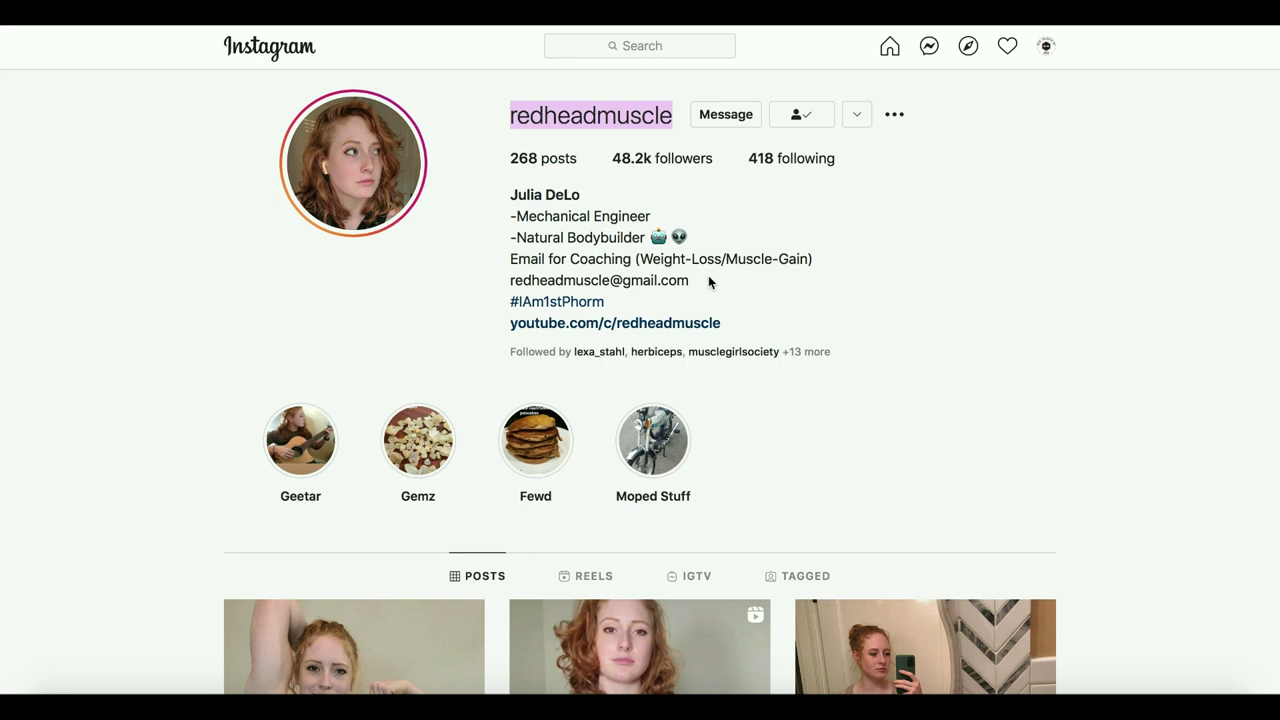 Instagram
Search
redheadmuscle
Message
268 posts
48.2k followers
418 following
Julia DeLo
-Mechanical Engineer
-Natural Bodybuilder 🤖 👽
Email for Coaching (Weight-Loss/Muscle-Gain)
redheadmuscle@gmail.com
#IAm1stPhorm
youtube.com/c/redheadmuscle
Followed by lexa_stahl, herbiceps, musclegirlsociety +13 more
pancakes
Geetar
Gemz
Fewd
Moped Stuff
POSTS
REELS
IGTV
TAGGED